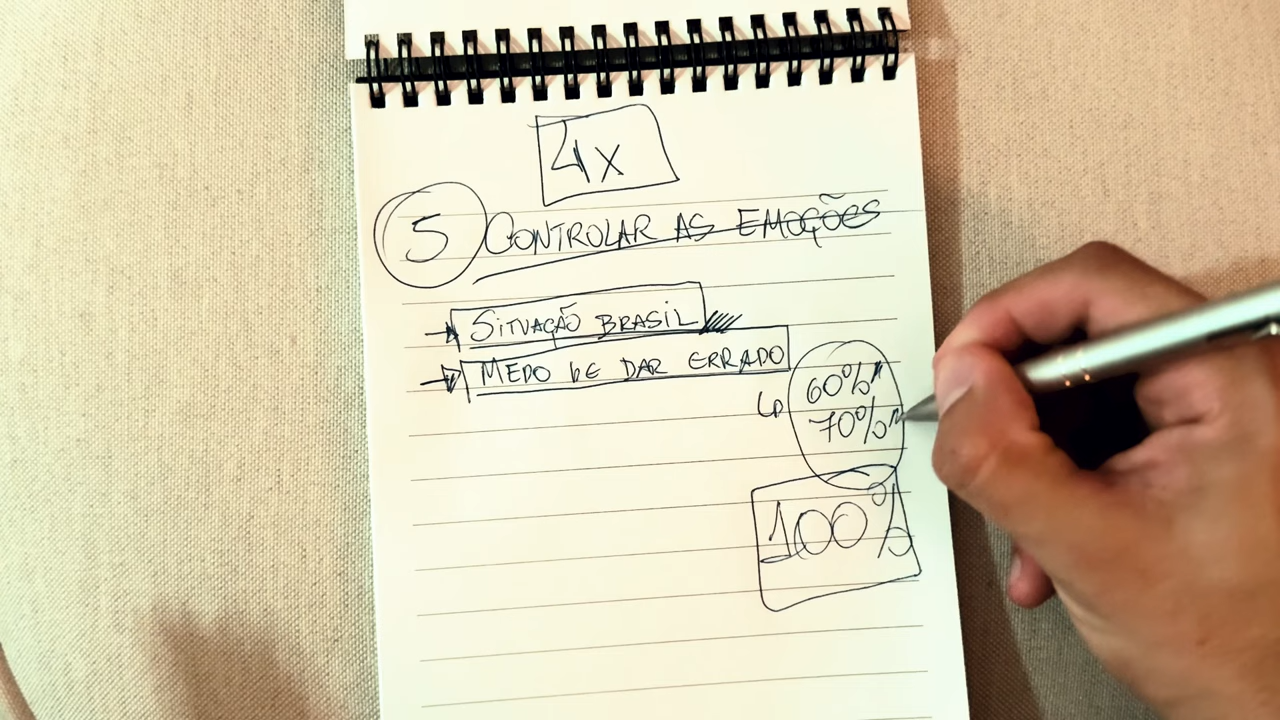 4x
5 CONTROLAR AS EMOÇÕES
SITUAÇÃO BRASIL
MEDO DE DAR ERRADO
60%
70%
100%